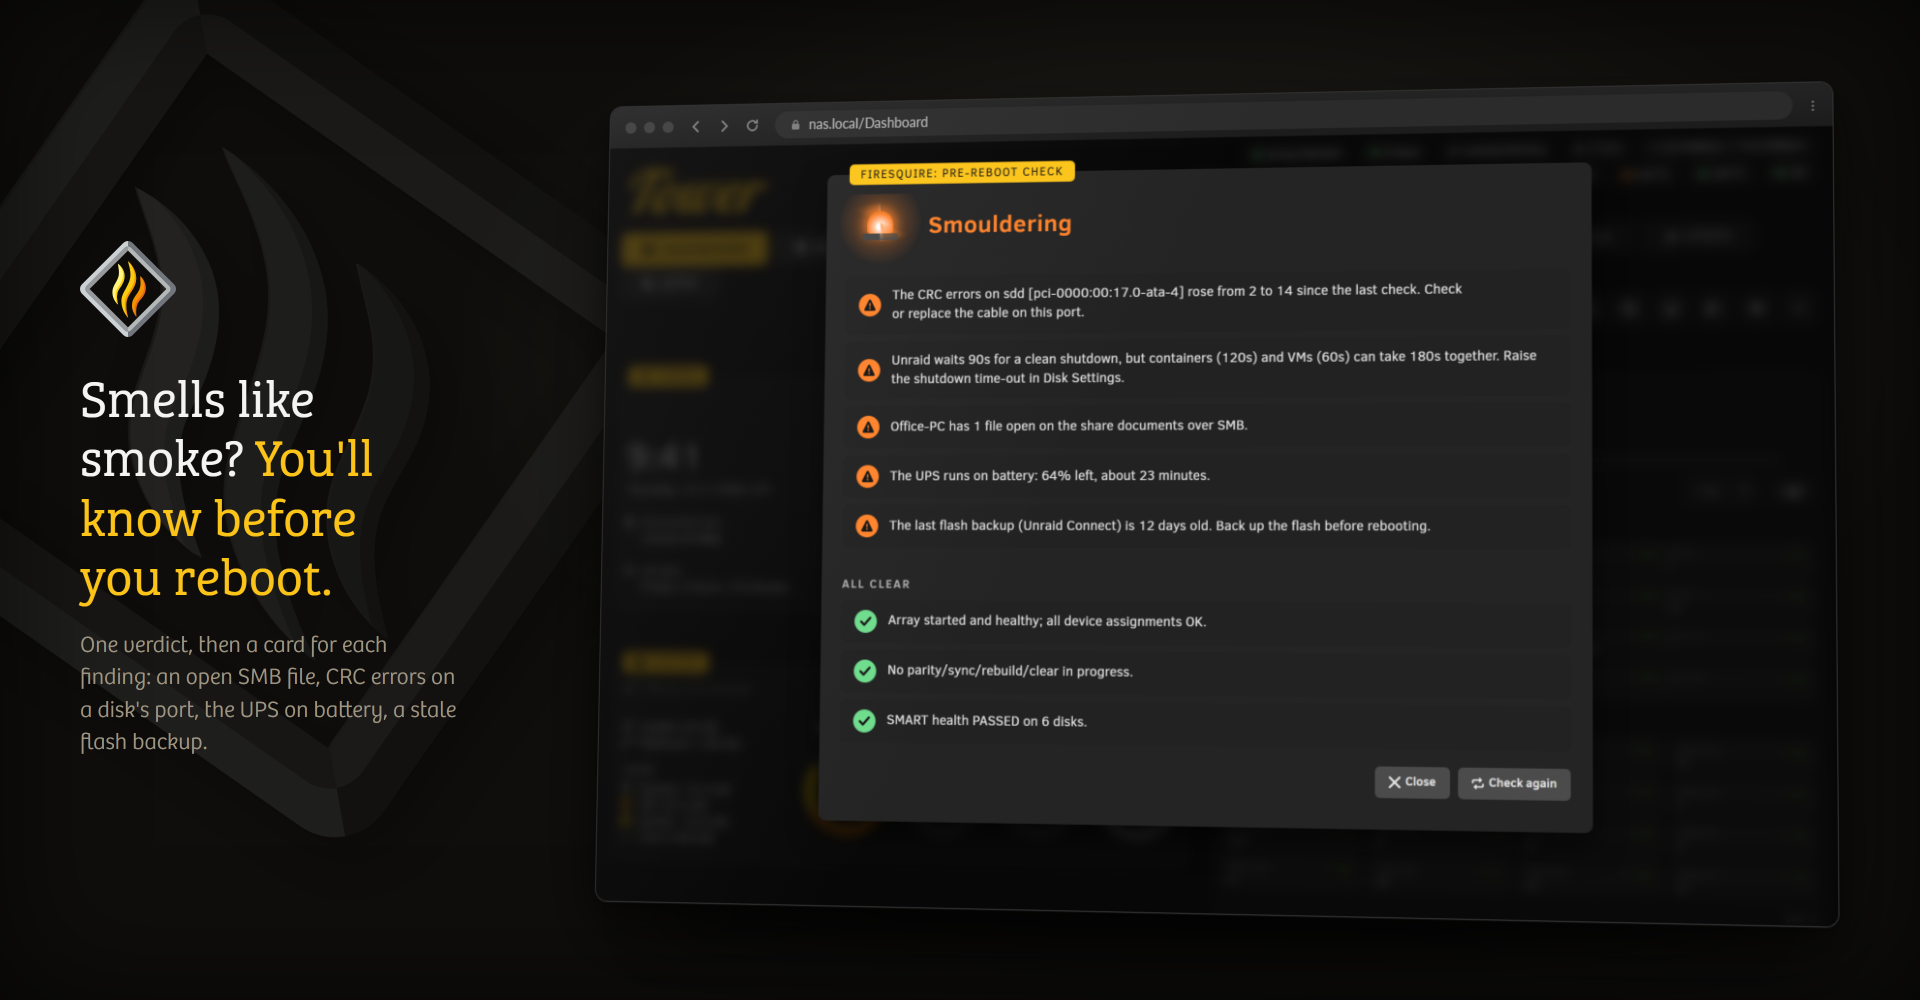 Smells like
smoke? You'll
know before
you reboot.
One verdict, then a card for each
finding: an open SMB file, CRC errors on
a disk's port, the UPS on battery, a stale
flash backup.
nas.local/Dashboard
Tower
9:41
FIRESQUIRE: PRE-REBOOT CHECK
Smouldering
The CRC errors on sdd [pci-0000:00:17.0-ata-4] rose from 2 to 14 since the last check. Check
or replace the cable on this port.
Unraid waits 90s for a clean shutdown, but containers (120s) and VMs (60s) can take 180s together. Raise
the shutdown time-out in Disk Settings.
Office-PC has 1 file open on the share documents over SMB.
The UPS runs on battery: 64% left, about 23 minutes.
The last flash backup (Unraid Connect) is 12 days old. Back up the flash before rebooting.
ALL CLEAR
Array started and healthy; all device assignments OK.
No parity/sync/rebuild/clear in progress.
SMART health PASSED on 6 disks.
Close
Check again